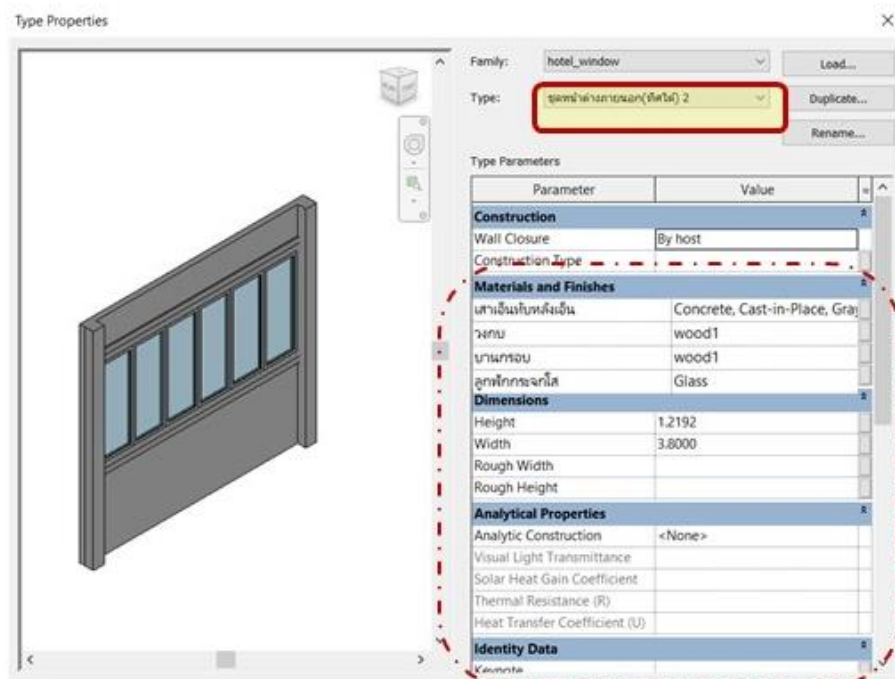 Type Properties
Family: hotel_window Load...
Type: ชุดหน้าต่างภายนอก(ทิศใต้) 2 Duplicate...
Rename...
Type Parameters
Parameter Value =
Construction
Wall Closure By host
Construction Type
Materials and Finishes
เสาเอ็นทับหลังเอ็น Concrete, Cast-in-Place, Gray
วงกบ wood1
บานกรอบ wood1
ลูกฟักกระจกใส Glass
Dimensions
Height 1.2192
Width 3.8000
Rough Width
Rough Height
Analytical Properties
Analytic Construction <None>
Visual Light Transmittance
Solar Heat Gain Coefficient
Thermal Resistance (R)
Heat Transfer Coefficient (U)
Identity Data
Keynote